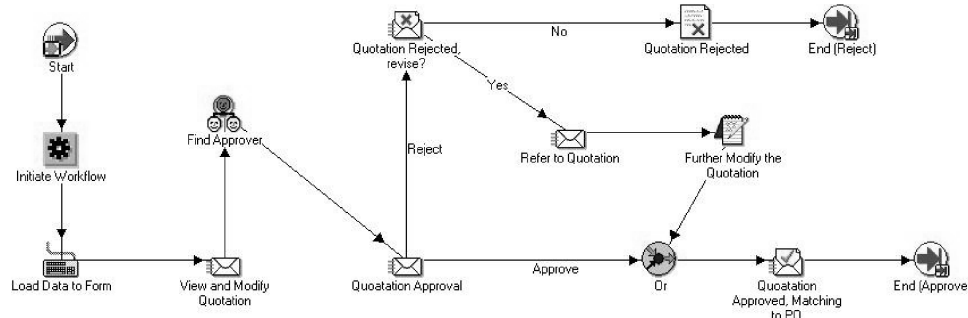 Start
Initiate Workflow
Load Data to Form
View and Modify
Quotation
Find Approver
Quoatation Approval
Reject
Approve
Quotation Rejected,
revise?
No
Yes
Quotation Rejected
End (Reject)
Refer to Quotation
Further Modify the
Quotation
Or
Quoatation
Approved, Matching
to PO
End (Approve